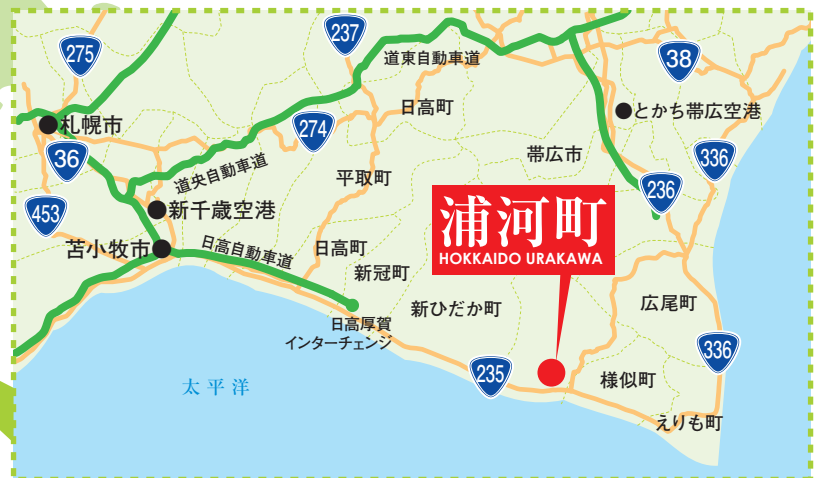 237
275
38
道東自動車道
日高町
とかち帯広空港
札幌市
274
帯広市
336
36
道央自動車道
平取町
236
453
新千歳空港
浦河町
HOKKAIDO URAKAWA
苫小牧市
日高自動車道
日高町
新冠町
新ひだか町
広尾町
日高厚賀
インターチェンジ
336
太平洋
235
様似町
えりも町